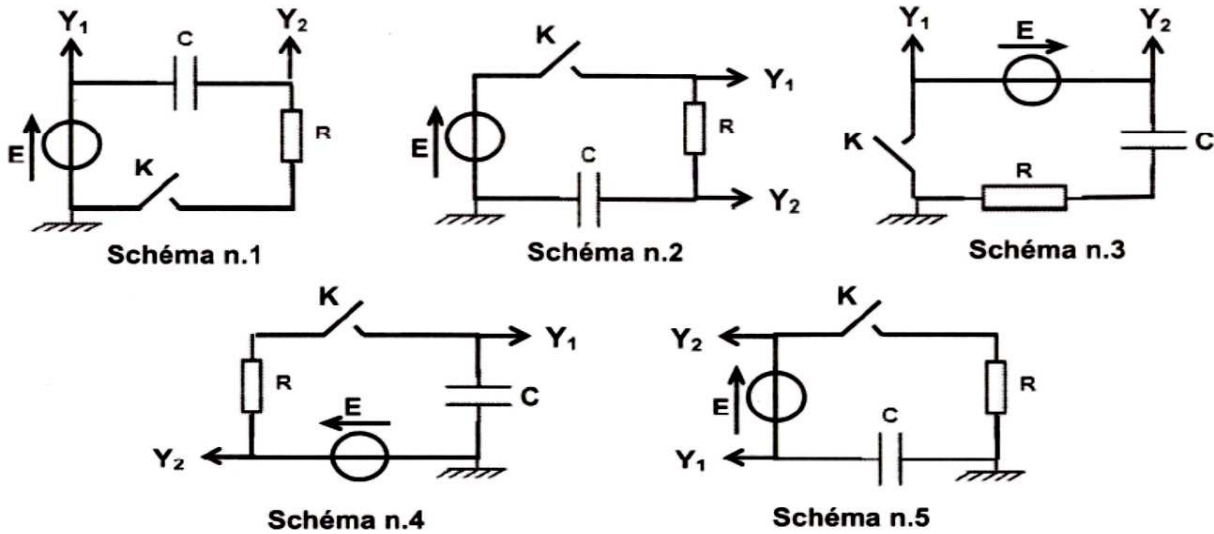 Y₁ Y₂ C E K R
Schéma n.1
K Y₁ E R C Y₂
Schéma n.2
Y₁ E Y₂ K R C
Schéma n.3
K Y₁ R C E Y₂
Schéma n.4
K Y₂ E R C Y₁
Schéma n.5